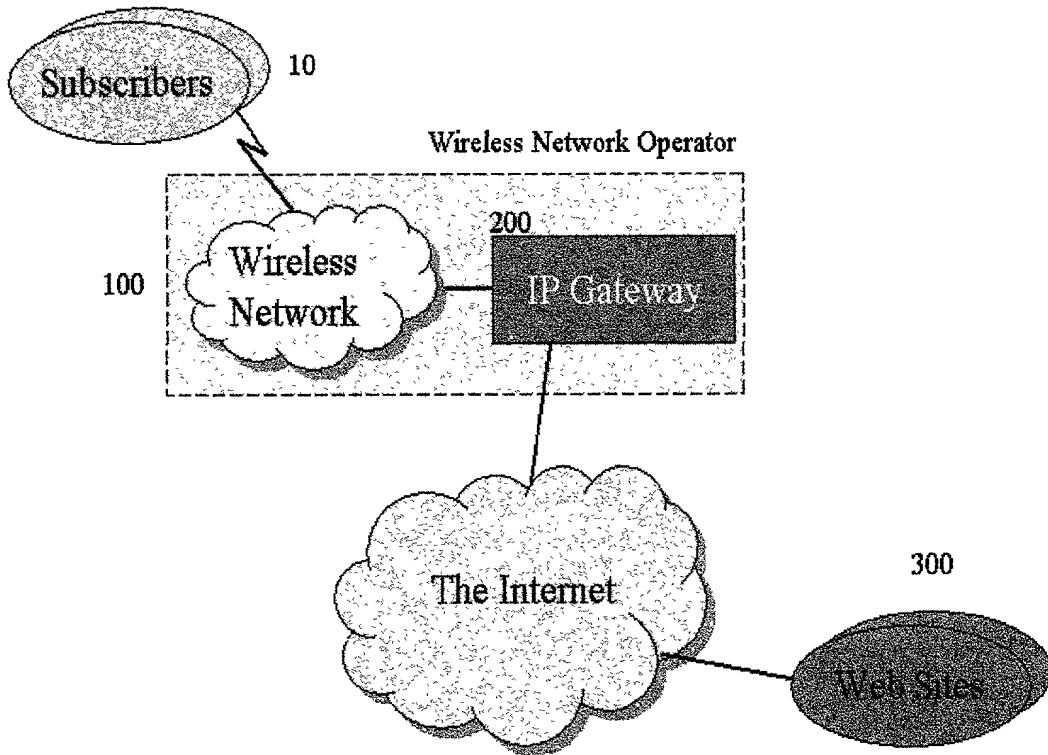 Subscribers
10
Wireless Network Operator
200
Wireless
Network
100
IP Gateway
The Internet
300
Web Sites